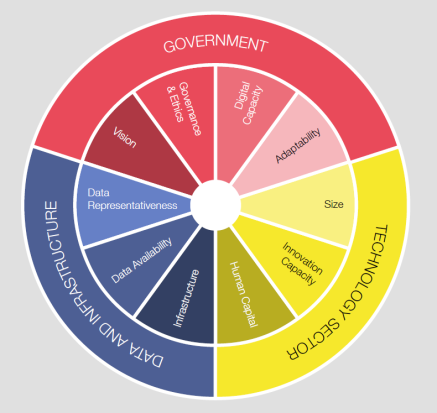 GOVERNMENT
Vision
Governance
& Ethics
Digital
Capacity
Adaptability
TECHNOLOGY SECTOR
Size
Innovation
Capacity
Human Capital
DATA AND INFRASTRUCTURE
Infrastructure
Data Availability
Data
Representativeness